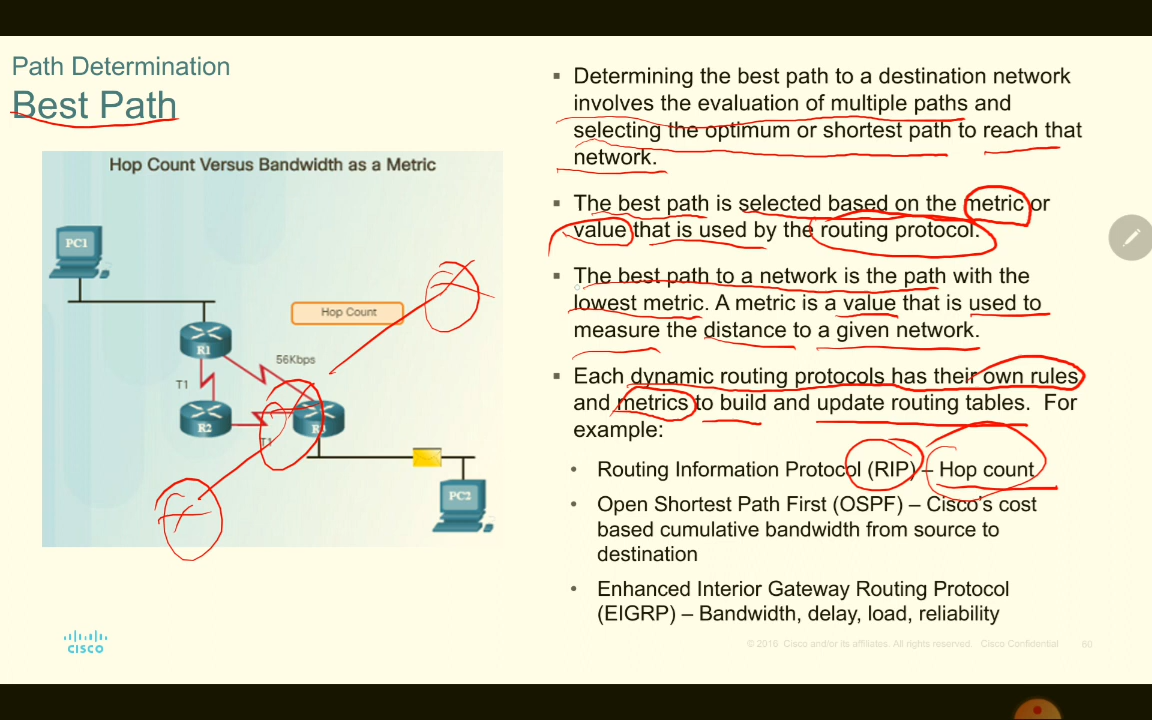 Path Determination
Best Path
Hop Count Versus Bandwidth as a Metric
PC1
Hop Count
R1
56Kbps
T1
R2
R3
T1
PC2
CISCO
▪ Determining the best path to a destination network
involves the evaluation of multiple paths and
selecting the optimum or shortest path to reach that
network.
▪ The best path is selected based on the metric or
value that is used by the routing protocol.
▪ The best path to a network is the path with the
lowest metric. A metric is a value that is used to
measure the distance to a given network.
▪ Each dynamic routing protocols has their own rules
and metrics to build and update routing tables. For
example:
• Routing Information Protocol (RIP) – Hop count
• Open Shortest Path First (OSPF) – Cisco's cost
based cumulative bandwidth from source to
destination
• Enhanced Interior Gateway Routing Protocol
(EIGRP) – Bandwidth, delay, load, reliability
© 2016 Cisco and/or its affiliates. All rights reserved. Cisco Confidential 60